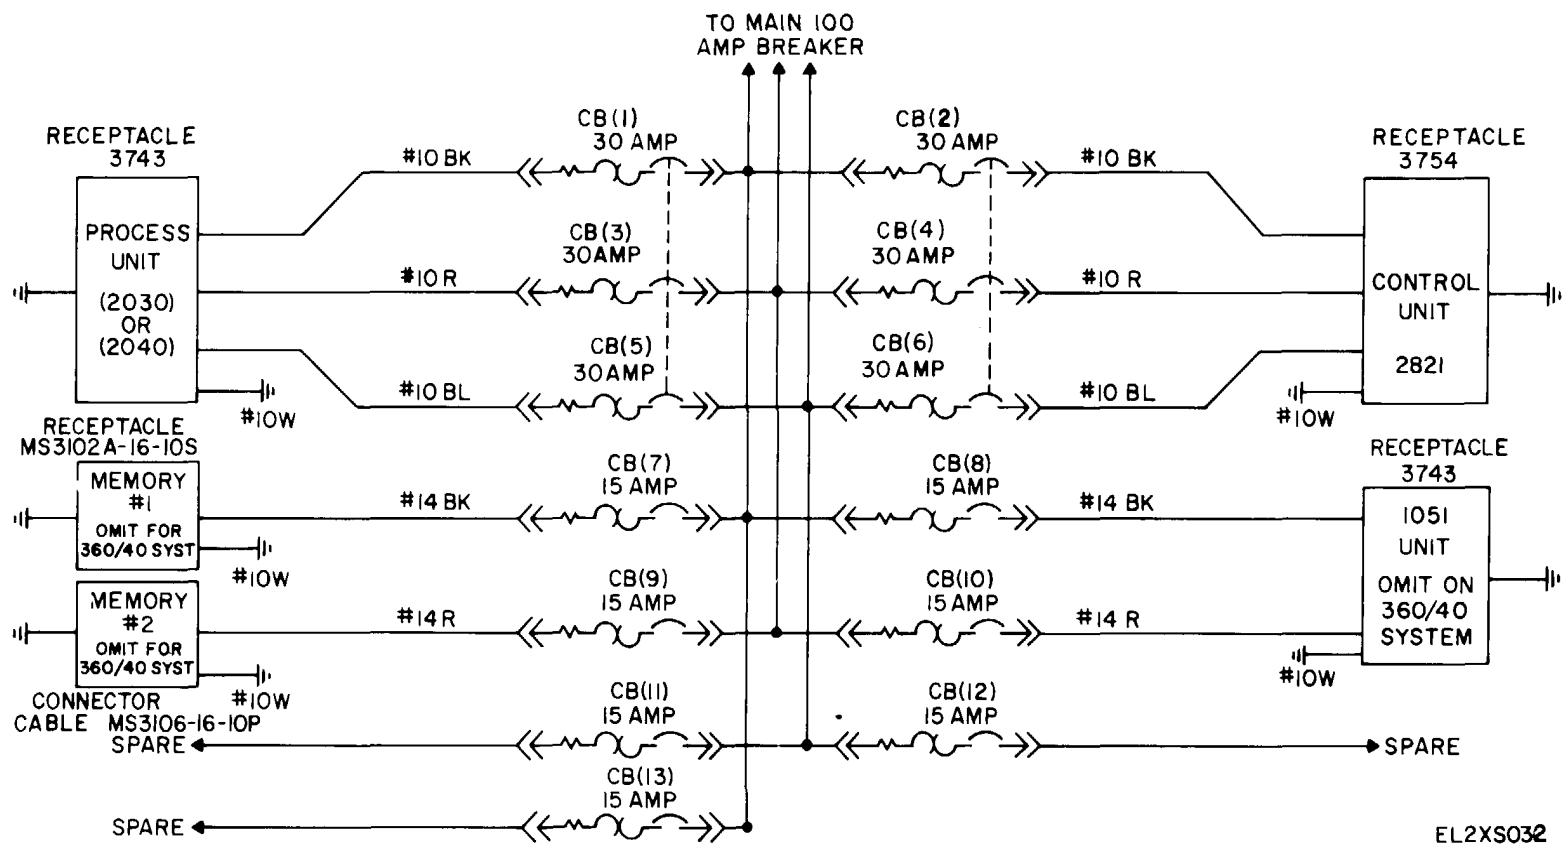 TO MAIN 100
AMP BREAKER
RECEPTACLE
3743
PROCESS
UNIT
(2030)
OR
(2040)
#10 BK
#10 R
#10 BL
#10W
CB(1)
30 AMP
CB(3)
30AMP
CB(5)
30AMP
CB(2)
30 AMP
CB(4)
30 AMP
CB(6)
30 AMP
#10 BK
#10 R
#10 BL
RECEPTACLE
3754
CONTROL
UNIT
2821
#10W
RECEPTACLE
MS3102A-16-10S
MEMORY
#1
OMIT FOR
360/40 SYST
#10W
#14 BK
CB(7)
15 AMP
CB(8)
15 AMP
#14 BK
RECEPTACLE
3743
1051
UNIT
OMIT ON
360/40
SYSTEM
#10W
MEMORY
#2
OMIT FOR
360/40 SYST
#10W
#14 R
CB(9)
15 AMP
CB(10)
15 AMP
#14 R
CONNECTOR
CABLE MS3106-16-10P
SPARE
CB(11)
15 AMP
CB(12)
15 AMP
SPARE
CB(13)
15 AMP
SPARE
EL2XS032